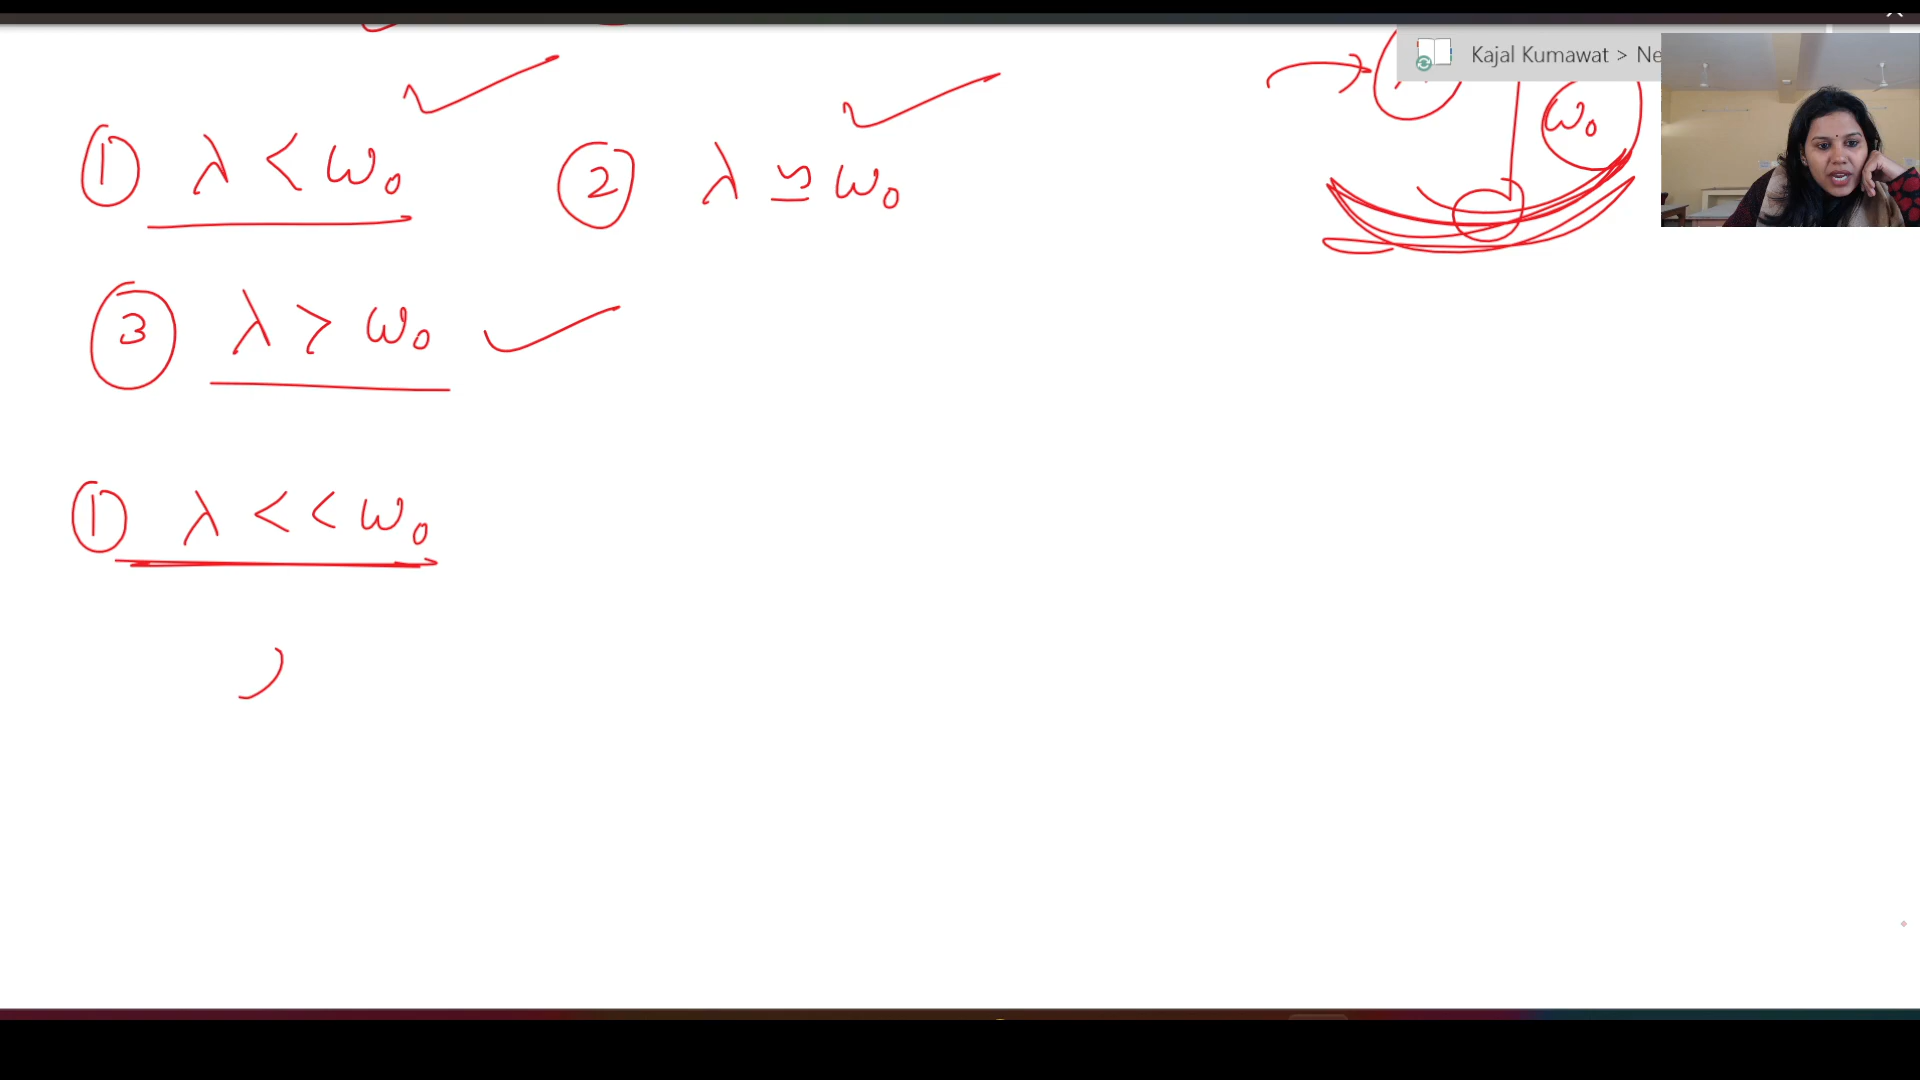 Kajal Kumawat > Ne
ω₀
① λ < ω₀ ② λ ≌ ω₀
③ λ > ω₀
① λ < < ω₀